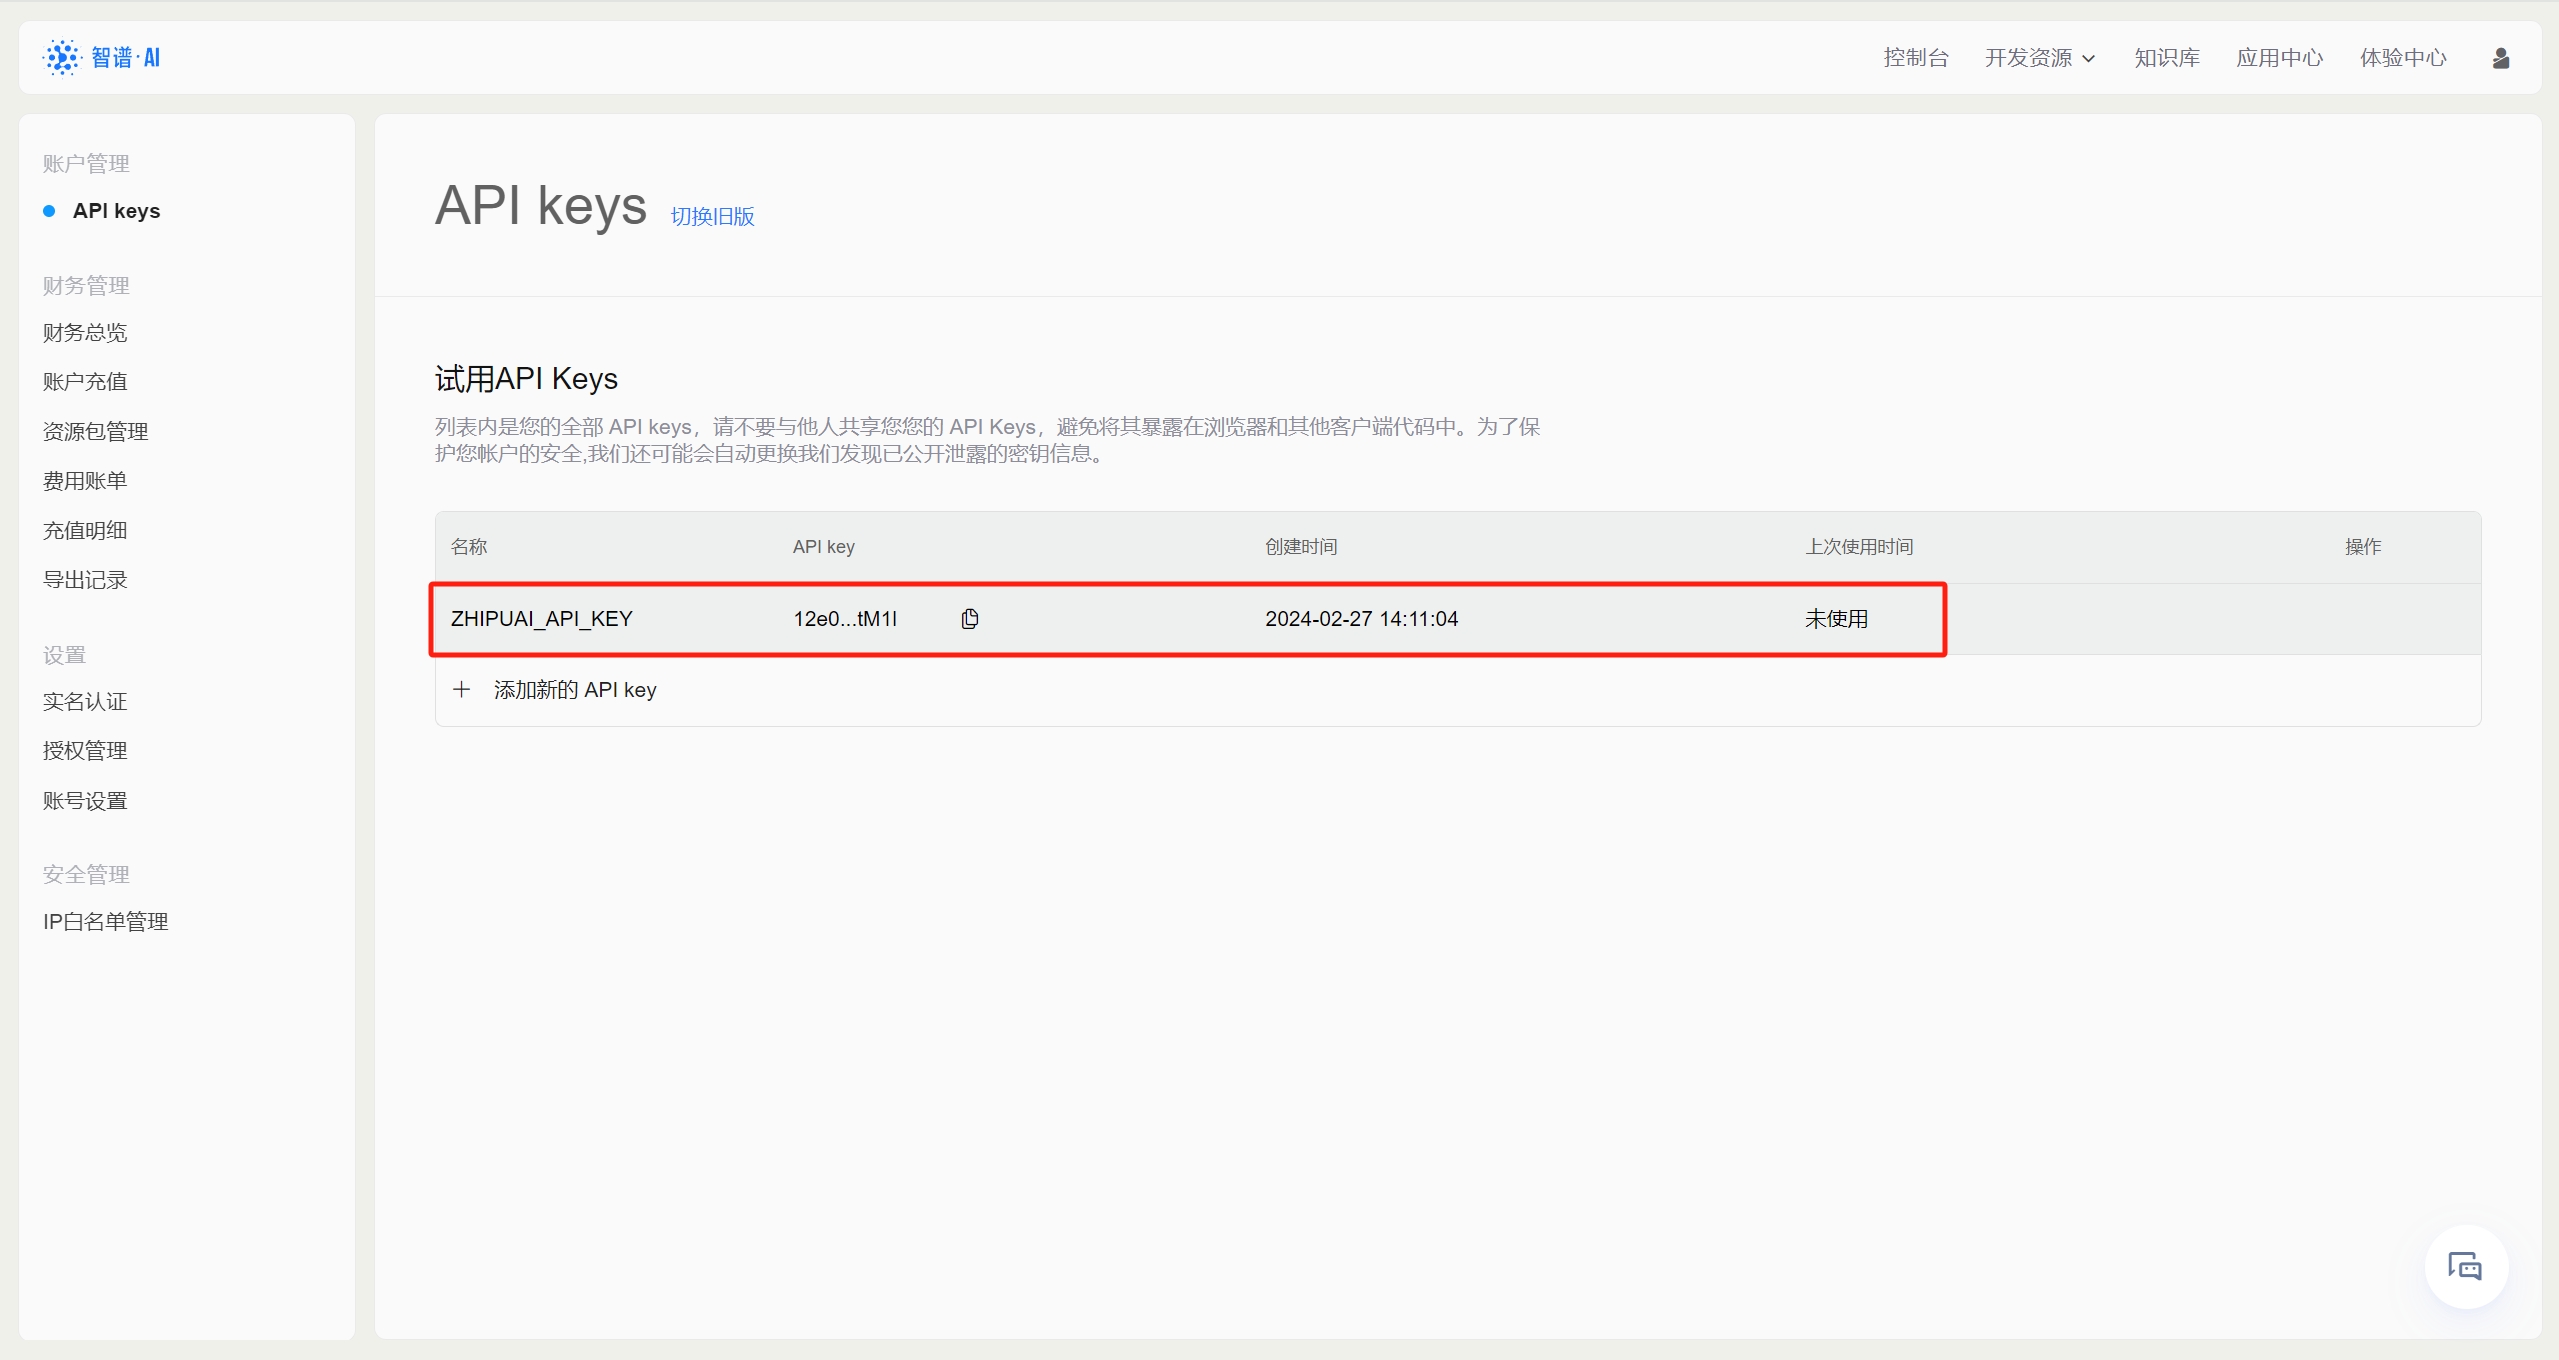 智谱·AI
控制台 开发资源 知识库 应用中心 体验中心
账户管理
API keys
财务管理
财务总览
账户充值
资源包管理
费用账单
充值明细
导出记录
设置
实名认证
授权管理
账号设置
安全管理
IP白名单管理
API keys 切换旧版
试用API Keys
列表内是您的全部 API keys，请不要与他人共享您您的 API Keys，避免将其暴露在浏览器和其他客户端代码中。为了保
护您帐户的安全,我们还可能会自动更换我们发现已公开泄露的密钥信息。
名称 API key 创建时间 上次使用时间 操作
ZHIPUAI_API_KEY 12e0...tM1l 2024-02-27 14:11:04 未使用
添加新的 API key